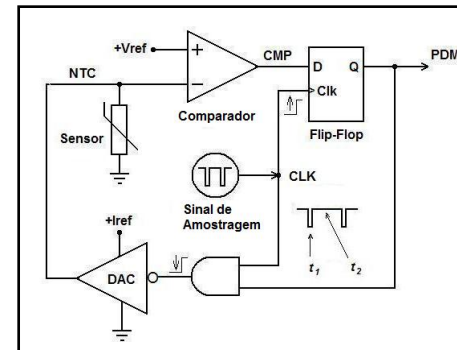 +Vref
NTC
CMP
PDM
D
Q
Clk
Comparador
Flip-Flop
Sensor
CLK
Sinal de
Amostragem
+Iref
DAC
t1
t2